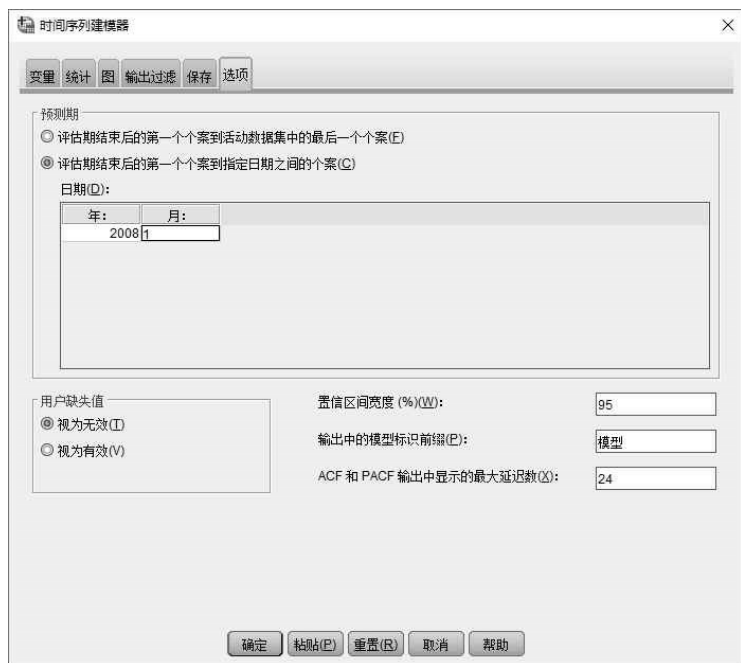 时间序列建模器
变量 统计 图 输出过滤 保存 选项
预测期
评估期结束后的第一个个案到活动数据集中的最后一个个案(F)
评估期结束后的第一个个案到指定日期之间的个案(C)
日期(D):
年: 月:
2008 1
用户缺失值
视为无效(T)
视为有效(V)
置信区间宽度 (%)(W): 95
输出中的模型标识前缀(P): 模型
ACF 和 PACF 输出中显示的最大延迟数(X): 24
确定 粘贴(P) 重置(R) 取消 帮助